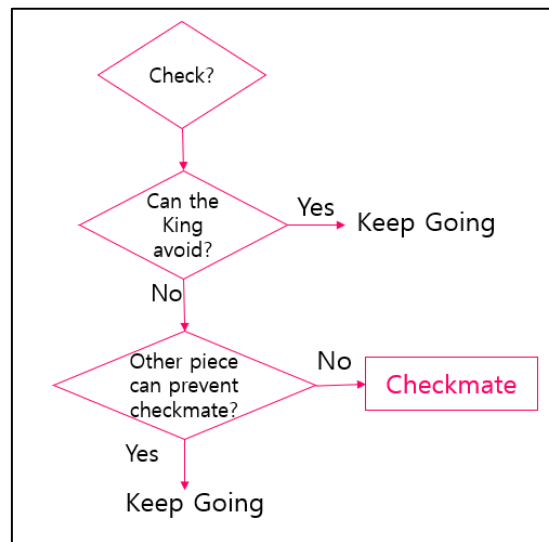 Check?
Can the
King
avoid?
Yes
Keep Going
No
Other piece
can prevent
checkmate?
No
Checkmate
Yes
Keep Going